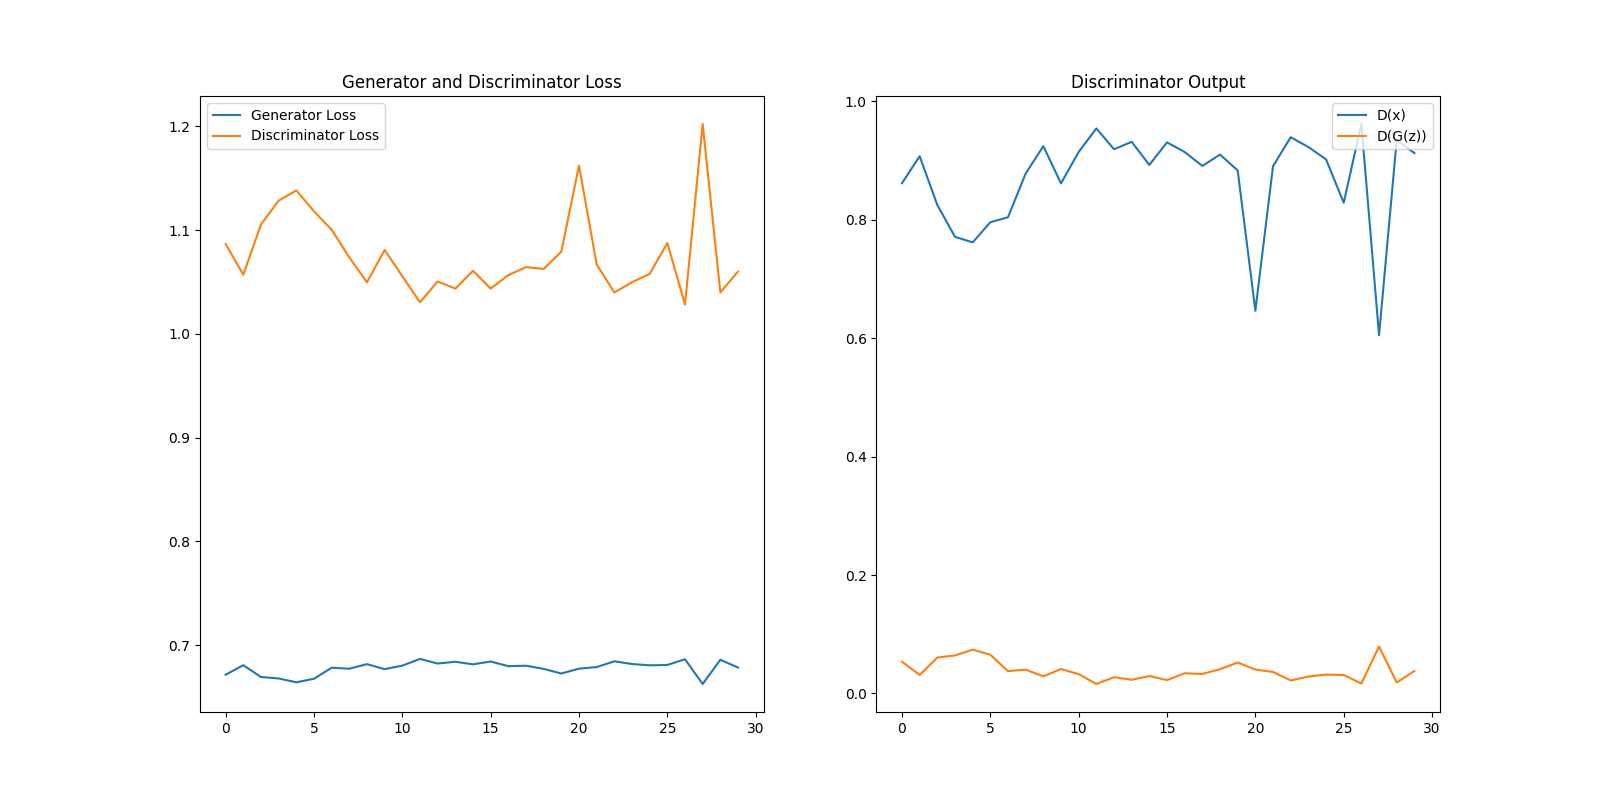 Generator and Discriminator Loss
Generator Loss
Discriminator Loss
1.2
1.1
1.0
0.9
0.8
0.7
0 5 10 15 20 25 30
Discriminator Output
D(x)
D(G(z))
1.0
0.8
0.6
0.4
0.2
0.0
0 5 10 15 20 25 30